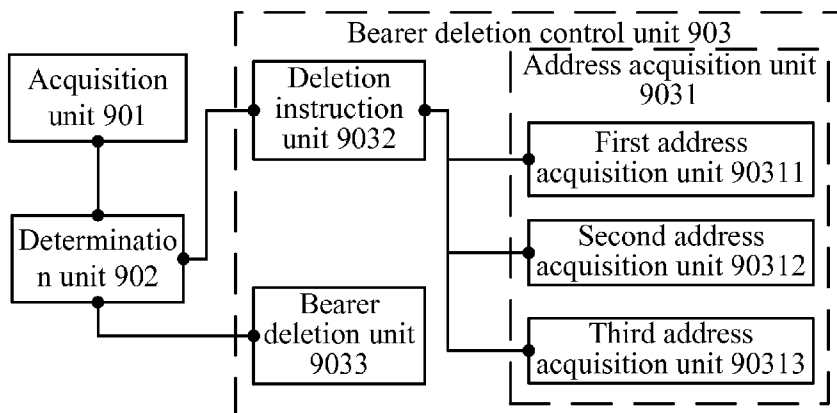 Bearer deletion control unit 903
Acquisition
unit 901
Determinatio
n unit 902
Deletion
instruction
unit 9032
Bearer
deletion unit
9033
Address acquisition unit
9031
First address
acquisition unit 90311
Second address
acquisition unit 90312
Third address
acquisition unit 90313